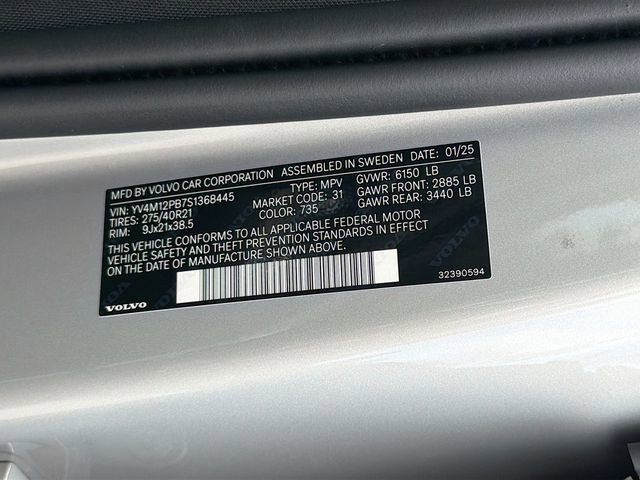 MFD BY VOLVO CAR CORPORATION ASSEMBLED IN SWEDEN DATE: 01/25
VIN: YV4M12PB7S1368445 TYPE: MPV GVWR: 6150 LB
TIRES: 275/40R21 MARKET CODE: 31 GAWR FRONT: 2885 LB
RIM: 9Jx21x38.5 COLOR: 735 GAWR REAR: 3440 LB
THIS VEHICLE CONFORMS TO ALL APPLICABLE FEDERAL MOTOR
VEHICLE SAFETY AND THEFT PREVENTION STANDARDS IN EFFECT
ON THE DATE OF MANUFACTURE SHOWN ABOVE.
32390594
VOLVO